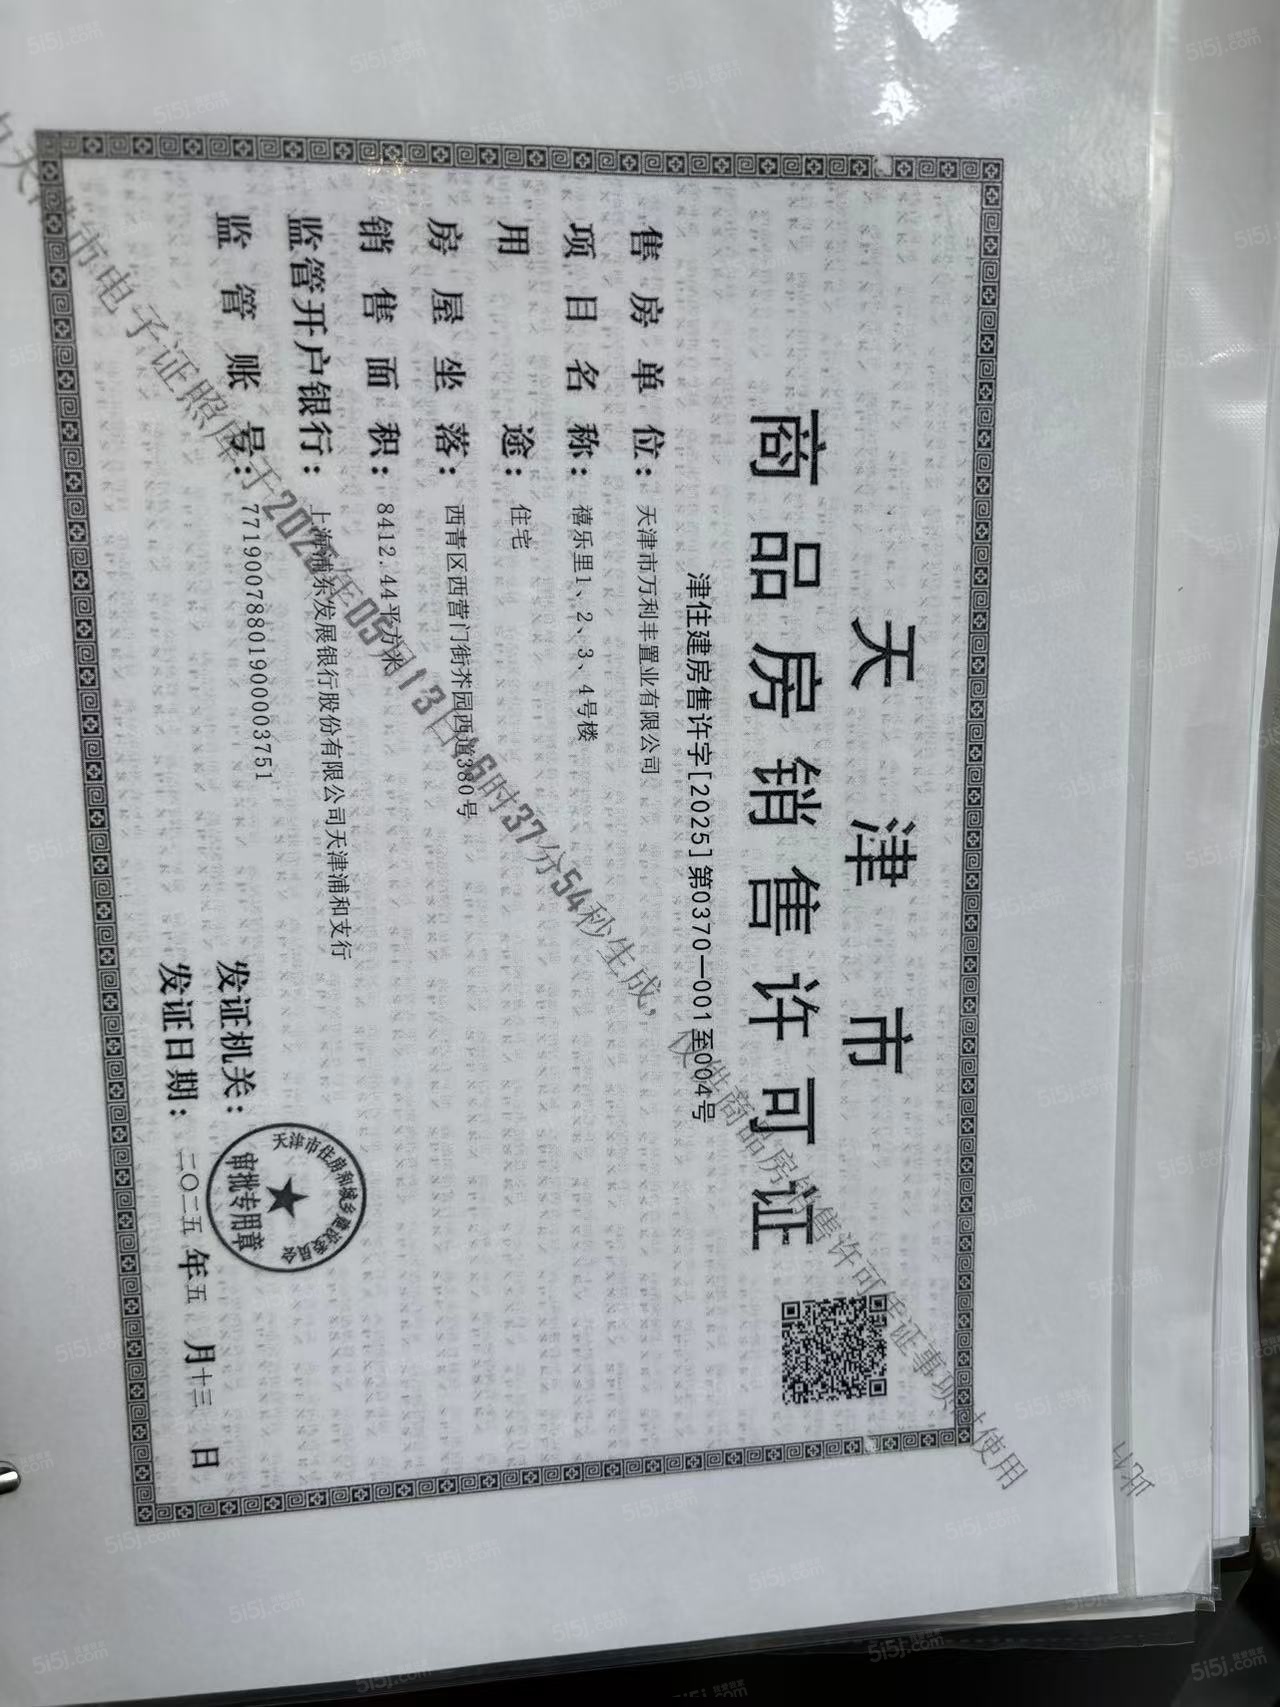 天津市
商品房销售许可证
津住建房售许字[2025]第0370—001至004号
售房单位：天津市万利丰置业有限公司
项目名称：禧乐里1、2、3、4号楼
用途：住宅
房屋坐落：西青区西营门街芥园西道380号
销售面积：8412.44平方米
监管开户银行：上海浦东发展银行股份有限公司天津浦和支行
监管账号：77190078801900003751
发证机关：
天津市住房和城乡建设委员会
审批专用章
发证日期：二〇二五年五月十三日
市电子证照库于2025年05月13日16时37分54秒生成，仅供商品房销售许可凭证事项时使用
5i5j.com